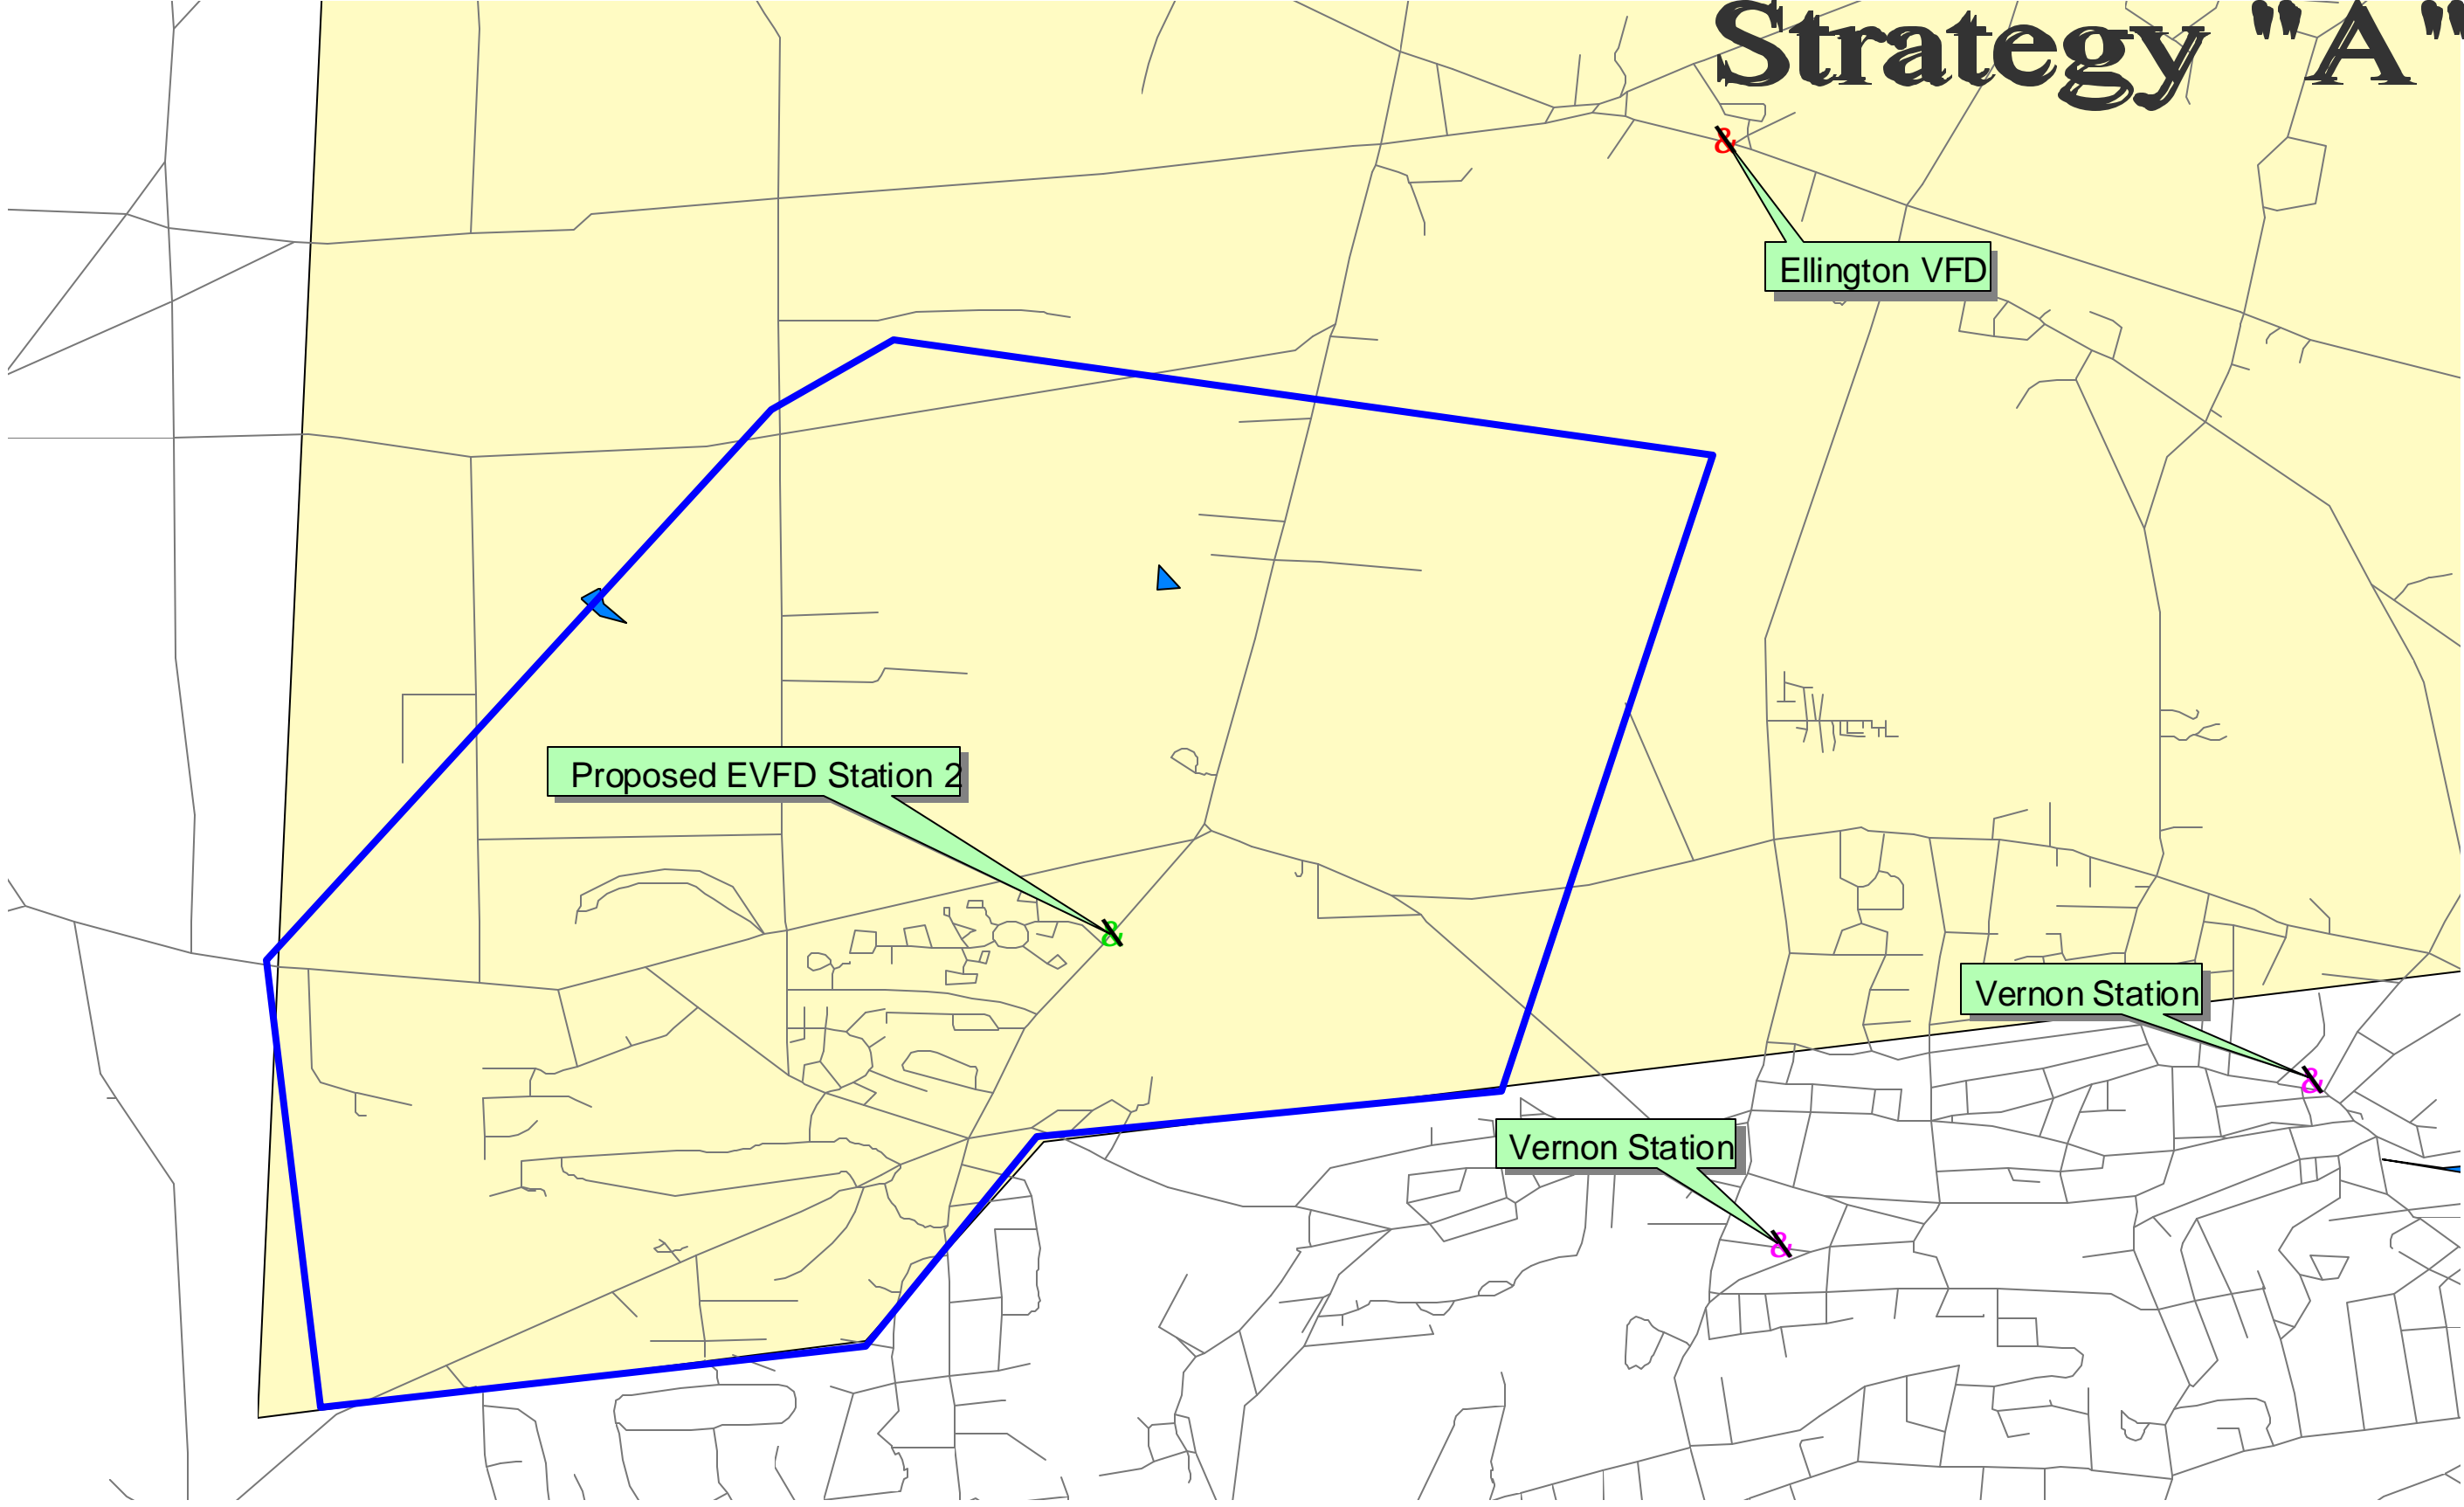 Strategy "A"
Ellington VFD
Proposed EVFD Station 2
Vernon Station
Vernon Station
&
&
&
&